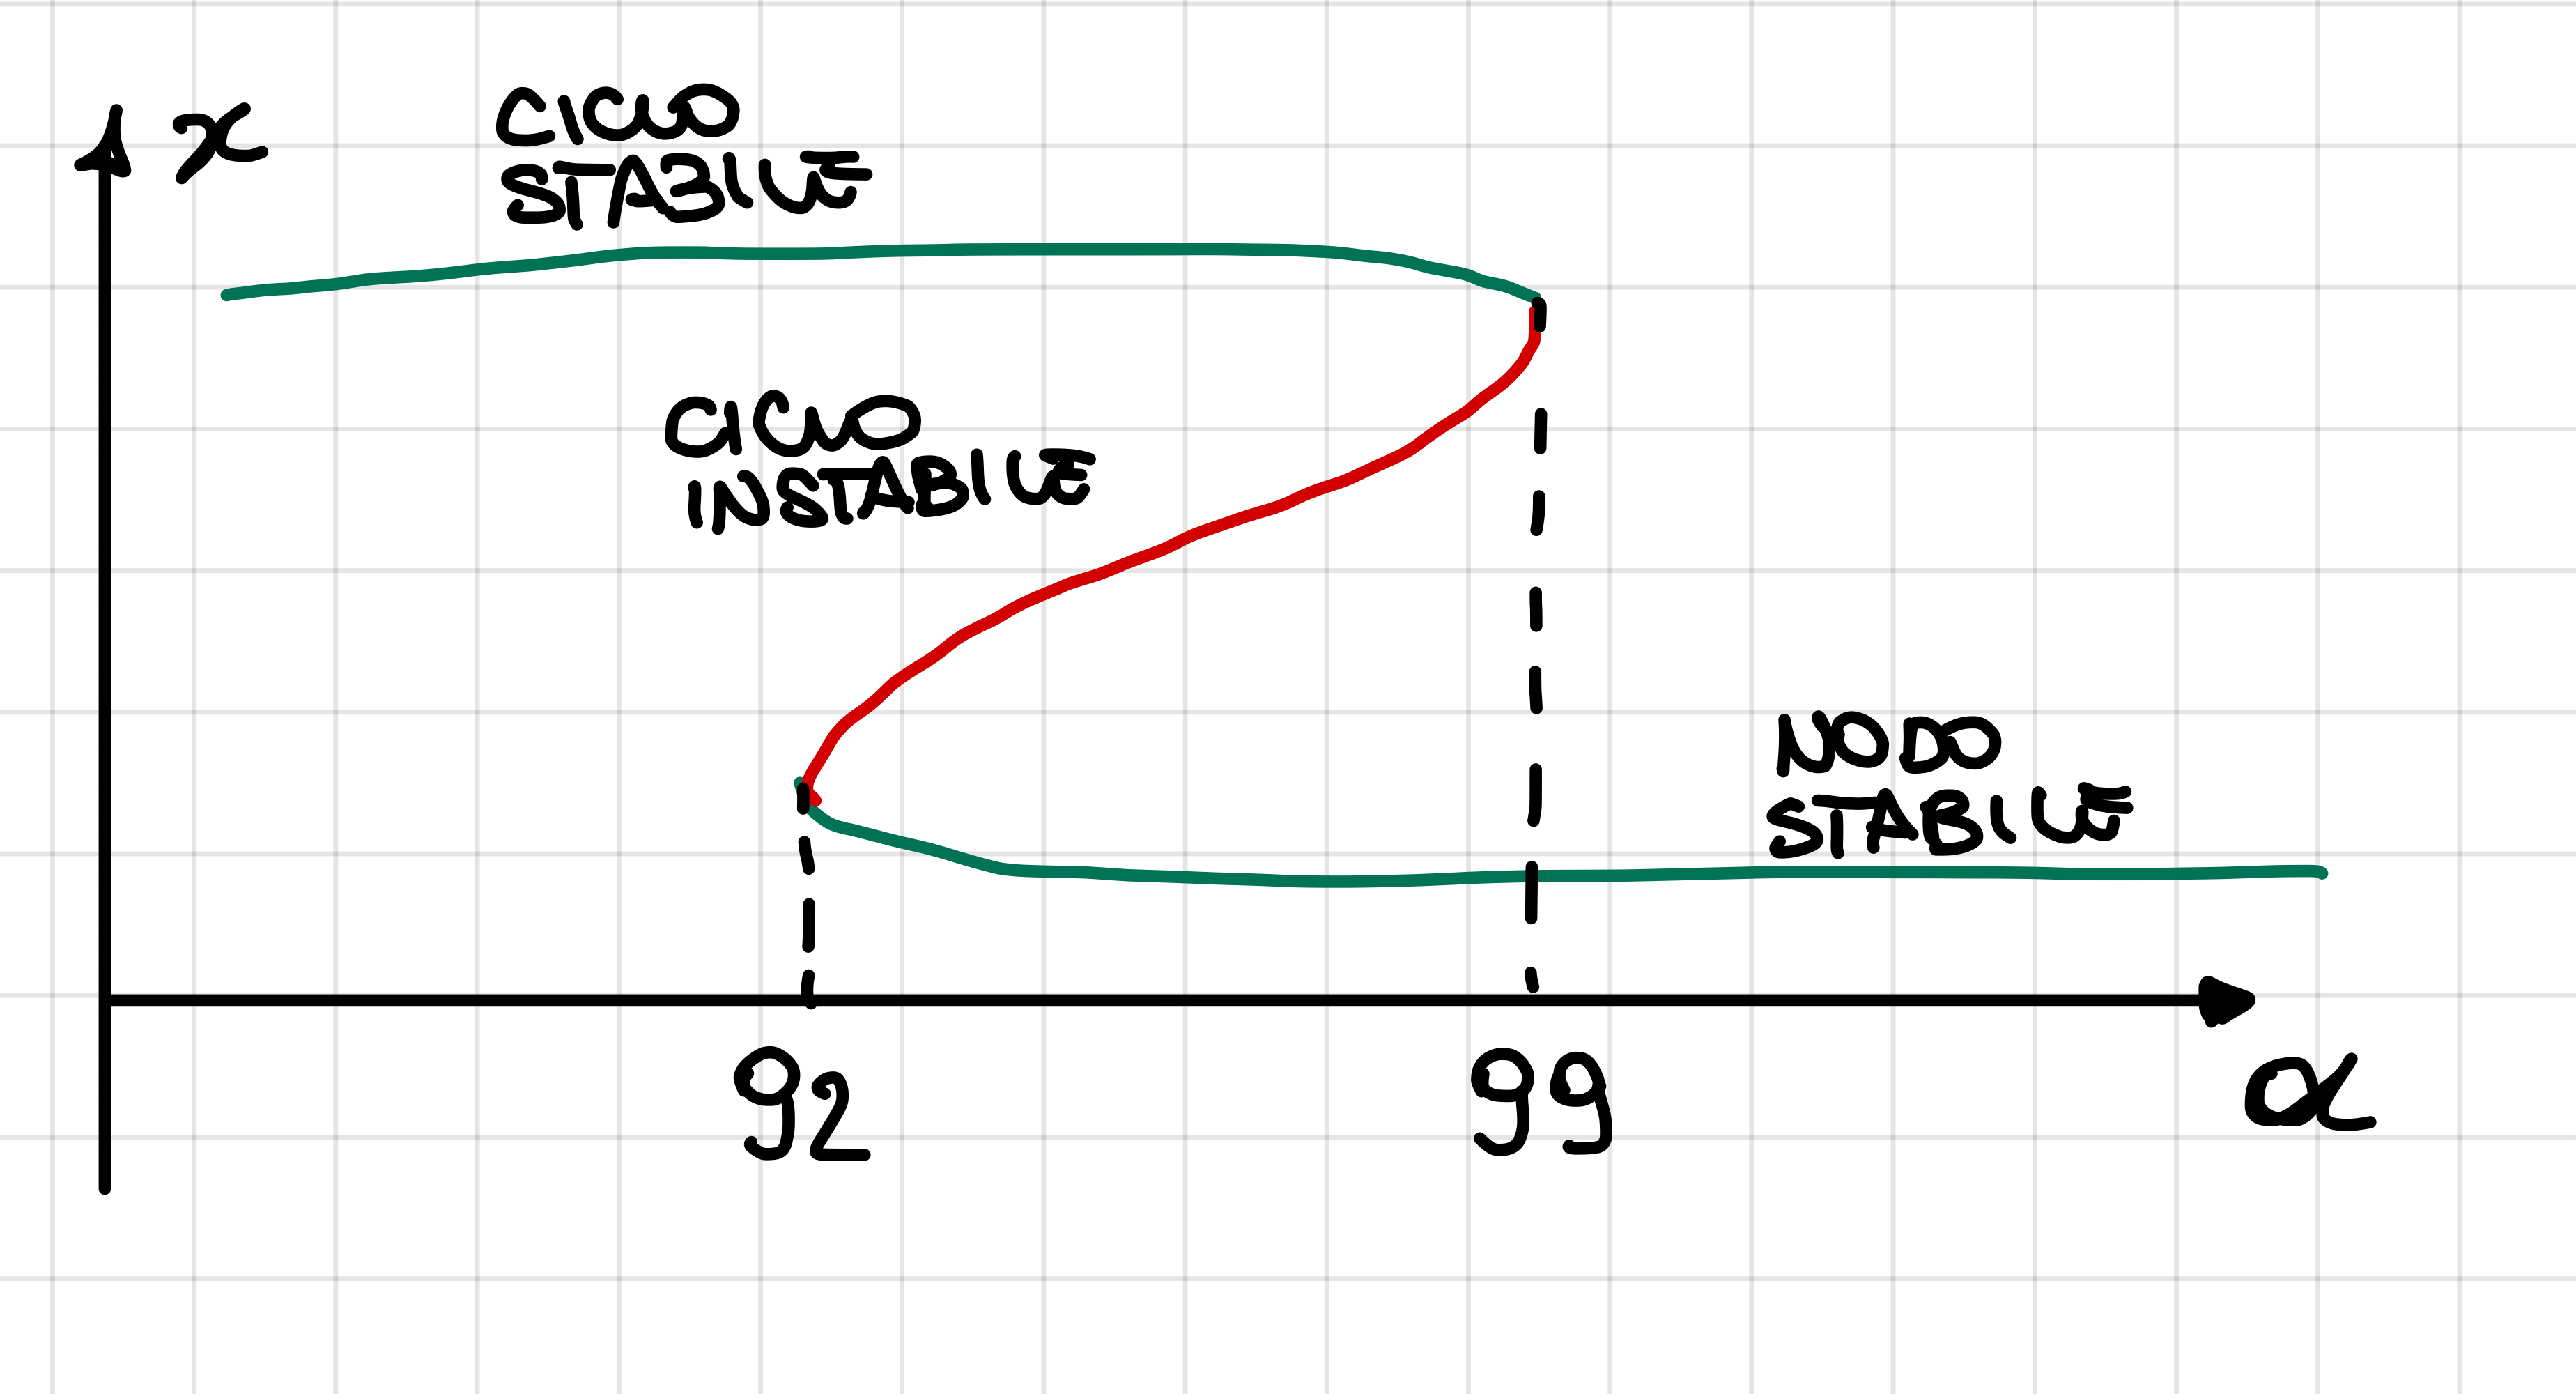 x
CICLO
STABILE
CICLO
INSTABILE
NODO
STABILE
92
99
α